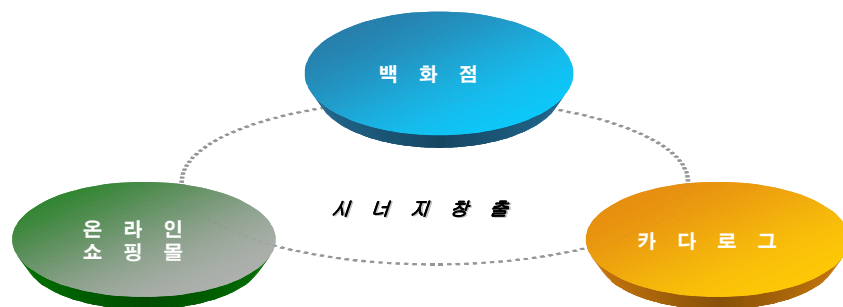 백 화 점
시 너 지 창 출
온 라 인
쇼 핑 몰
카 다 로 그